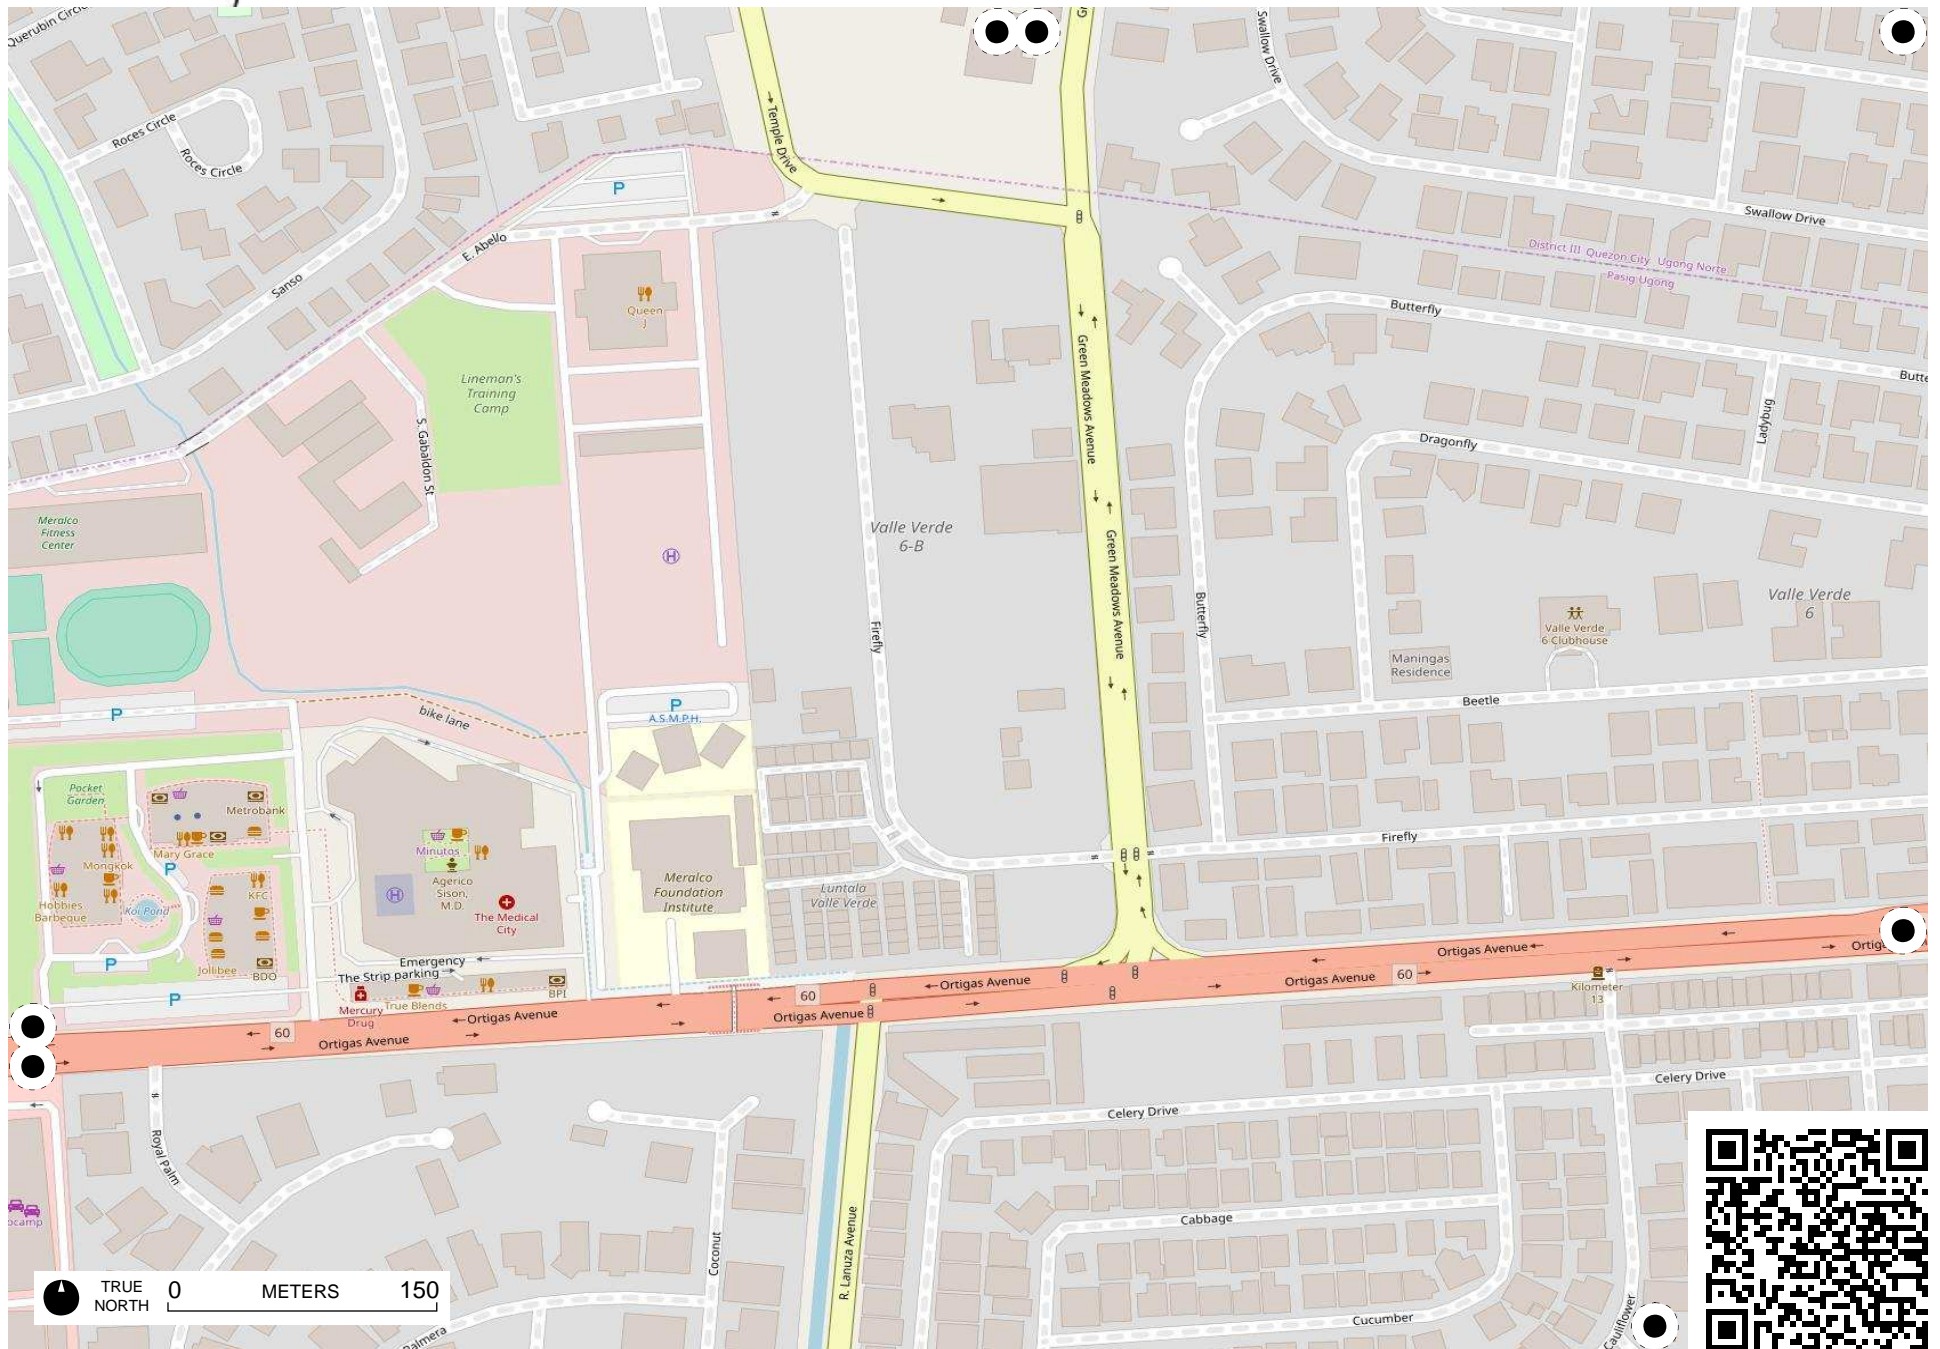 Querubin Circle
Roces Circle
Roces Circle
Temple Drive
Swallow Drive
Swallow Drive
P
E. Abello
Sanso
District III Quezon City Ugong Norte
Pasig Ugong
Queen
J
Butterfly
Green Meadows Avenue
Lineman's
Training
Camp
Ladybug
S. Gabaldon St
Dragonfly
Meralco
Fitness
Center
Valle Verde
6-B
H
Green Meadows Avenue
Butterfly
Firefly
Valle Verde
6
Valle Verde
6 Clubhouse
Maningas
Residence
Beetle
P
bike lane
P
A.S.M.P.H.
Pocket
Garden
Metrobank
Mary Grace
Mongkok
P
Minutos
Agerico
Sison,
M.D.
H
The Medical
City
Meralco
Foundation
Institute
Firefly
Luntala
Valle Verde
KFC
Hobbies
Barbeque
Koi Pond
Jollibee
BDO
P
P
Emergency
The Strip parking
BPI
True Blends
Mercury
Drug
Ortigas Avenue
Ortigas Avenue
60
Ortigas Avenue
60
Ortigas Avenue
Ortigas Avenue
60
Ortigas Avenue
Ortigas Avenue
Kilometer
13
Celery Drive
Celery Drive
Royal Palm
Cabbage
Coconut
R. Lanuza Avenue
Cucumber
Cauliflower
Palmera
TRUE
NORTH
0 METERS 150